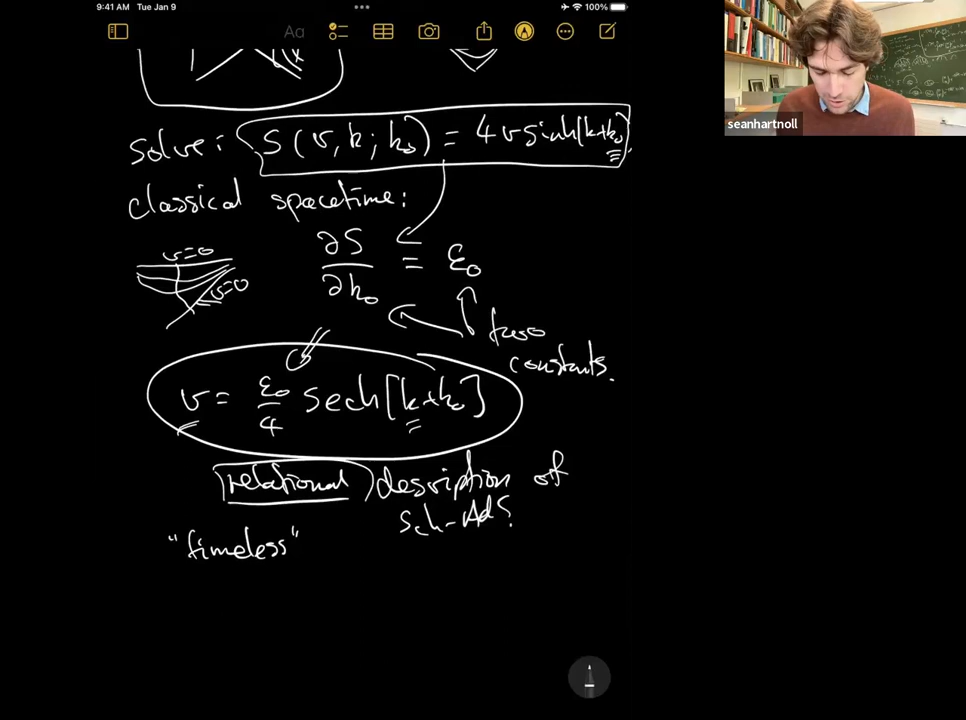 9:41 AM Tue Jan 9
100%
Aa
seanhartnoll
solve: S(v, k; k₀) = 4v sinh[k+k₀]
classical spacetime:
v=0
v=0
∂S/∂k₀ = ε₀
constants.
v = ε₀/4 sech[k+k₀]
relational description of
Sch-AdS
"timeless"